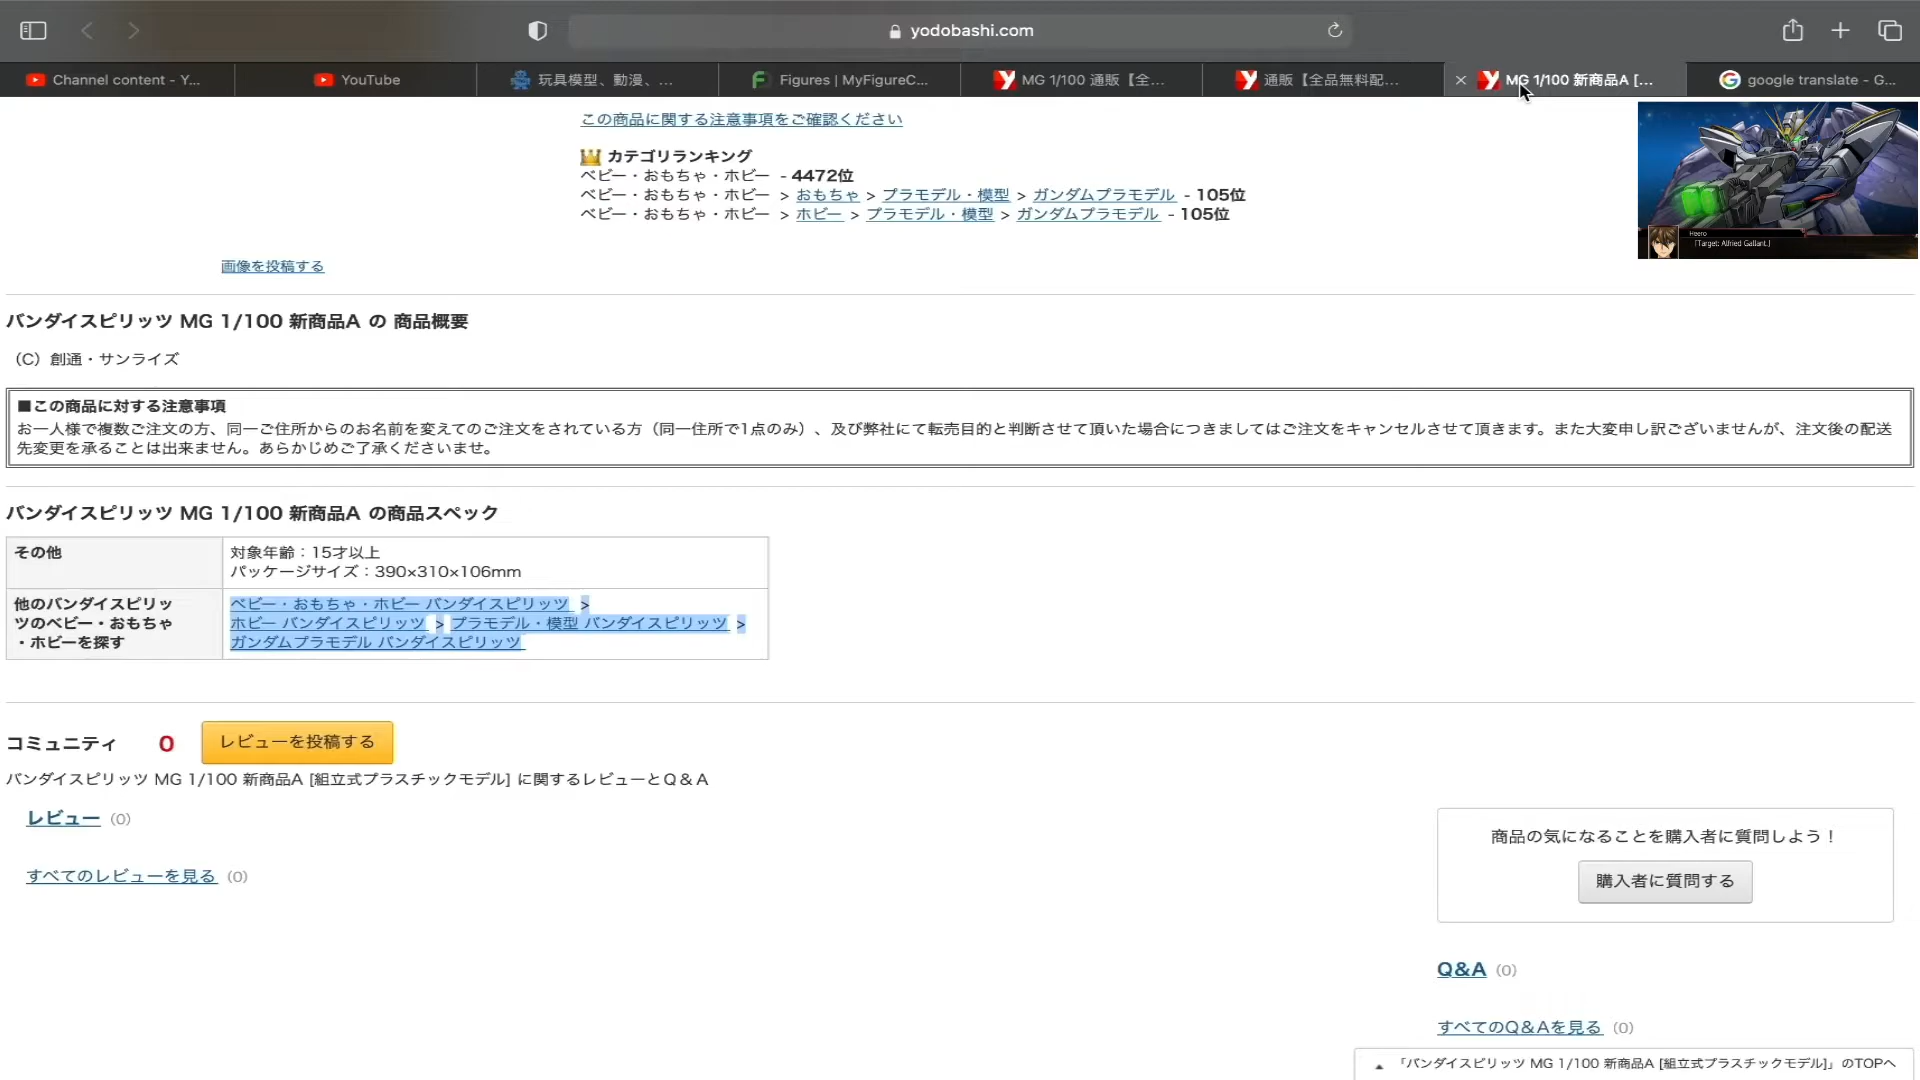 yodobashi.com
Channel content - Y...
YouTube
玩具模型、動漫、...
Figures | MyFigureC...
MG 1/100 通販【全...
通販【全品無料配...
MG 1/100 新商品A [...
google translate - G...
この商品に関する注意事項をご確認ください
カテゴリランキング
ベビー・おもちゃ・ホビー - 4472位
ベビー・おもちゃ・ホビー > おもちゃ > プラモデル・模型 > ガンダムプラモデル - 105位
ベビー・おもちゃ・ホビー > ホビー > プラモデル・模型 > ガンダムプラモデル - 105位
Heero
[Target: Alfried Gallant.]
画像を投稿する
バンダイスピリッツ MG 1/100 新商品A の 商品概要
（C）創通・サンライズ
■この商品に対する注意事項
お一人様で複数ご注文の方、同一ご住所からのお名前を変えてのご注文をされている方（同一住所で1点のみ）、及び弊社にて転売目的と判断させて頂いた場合につきましてはご注文をキャンセルさせて頂きます。また大変申し訳ございませんが、注文後の配送
先変更を承ることは出来ません。あらかじめご了承くださいませ。
バンダイスピリッツ MG 1/100 新商品A の商品スペック
その他
対象年齢：15才以上
パッケージサイズ：390×310×106mm
他のバンダイスピリッ
ツのベビー・おもちゃ
・ホビーを探す
ベビー・おもちゃ・ホビー バンダイスピリッツ >
ホビー バンダイスピリッツ > プラモデル・模型 バンダイスピリッツ >
ガンダムプラモデル バンダイスピリッツ
コミュニティ 0 レビューを投稿する
バンダイスピリッツ MG 1/100 新商品A [組立式プラスチックモデル] に関するレビューとQ＆A
レビュー (0)
すべてのレビューを見る (0)
商品の気になることを購入者に質問しよう！
購入者に質問する
Q&A (0)
すべてのQ&Aを見る (0)
▲ 「バンダイスピリッツ MG 1/100 新商品A [組立式プラスチックモデル]」のTOPへ